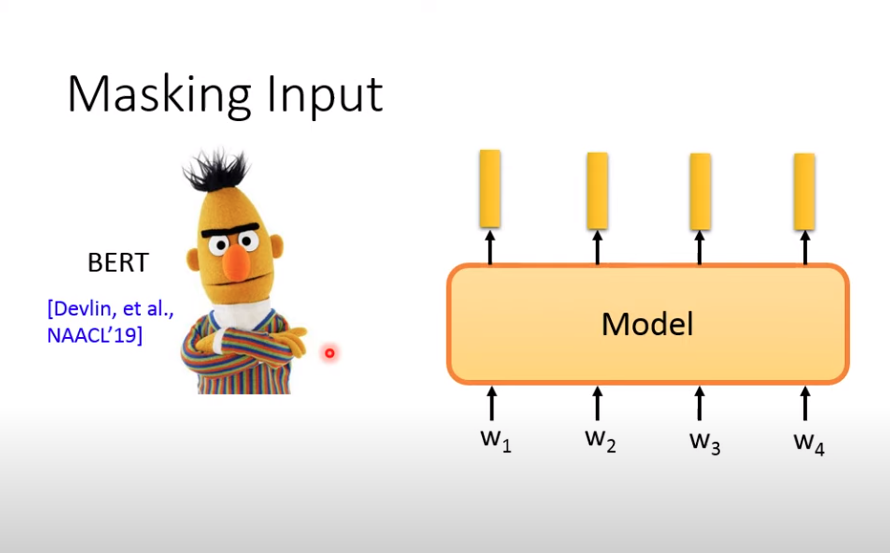 Masking Input
BERT
[Devlin, et al.,
NAACL'19]
Model
w₁ w₂ w₃ w₄